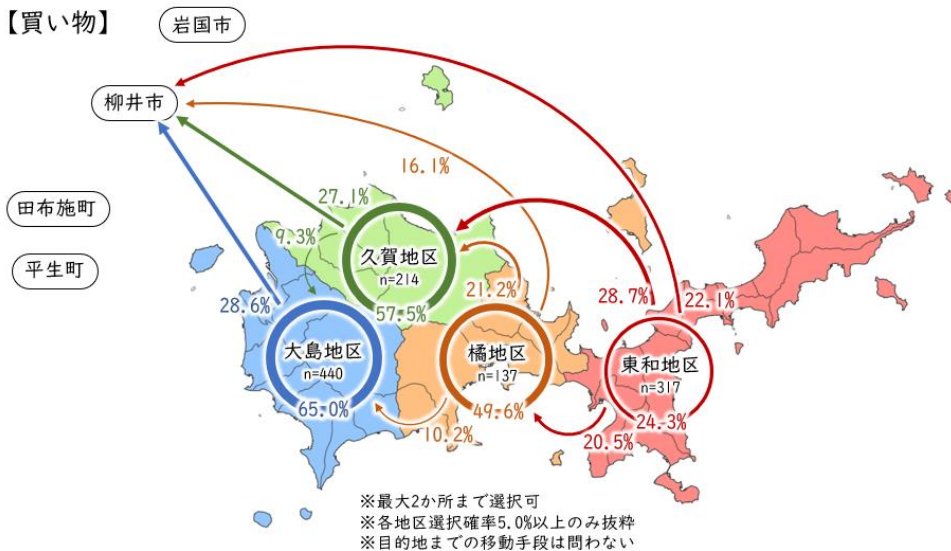 【買い物】
岩国市
柳井市
16.1%
27.1%
田布施町
9.3%
久賀地区
n=214
平生町
21.2%
28.7%
22.1%
28.6%
57.5%
大島地区
n=440
橘地区
n=137
東和地区
n=317
65.0%
49.6%
24.3%
10.2%
20.5%
※最大2か所まで選択可
※各地区選択確率5.0%以上のみ抜粋
※目的地までの移動手段は問わない